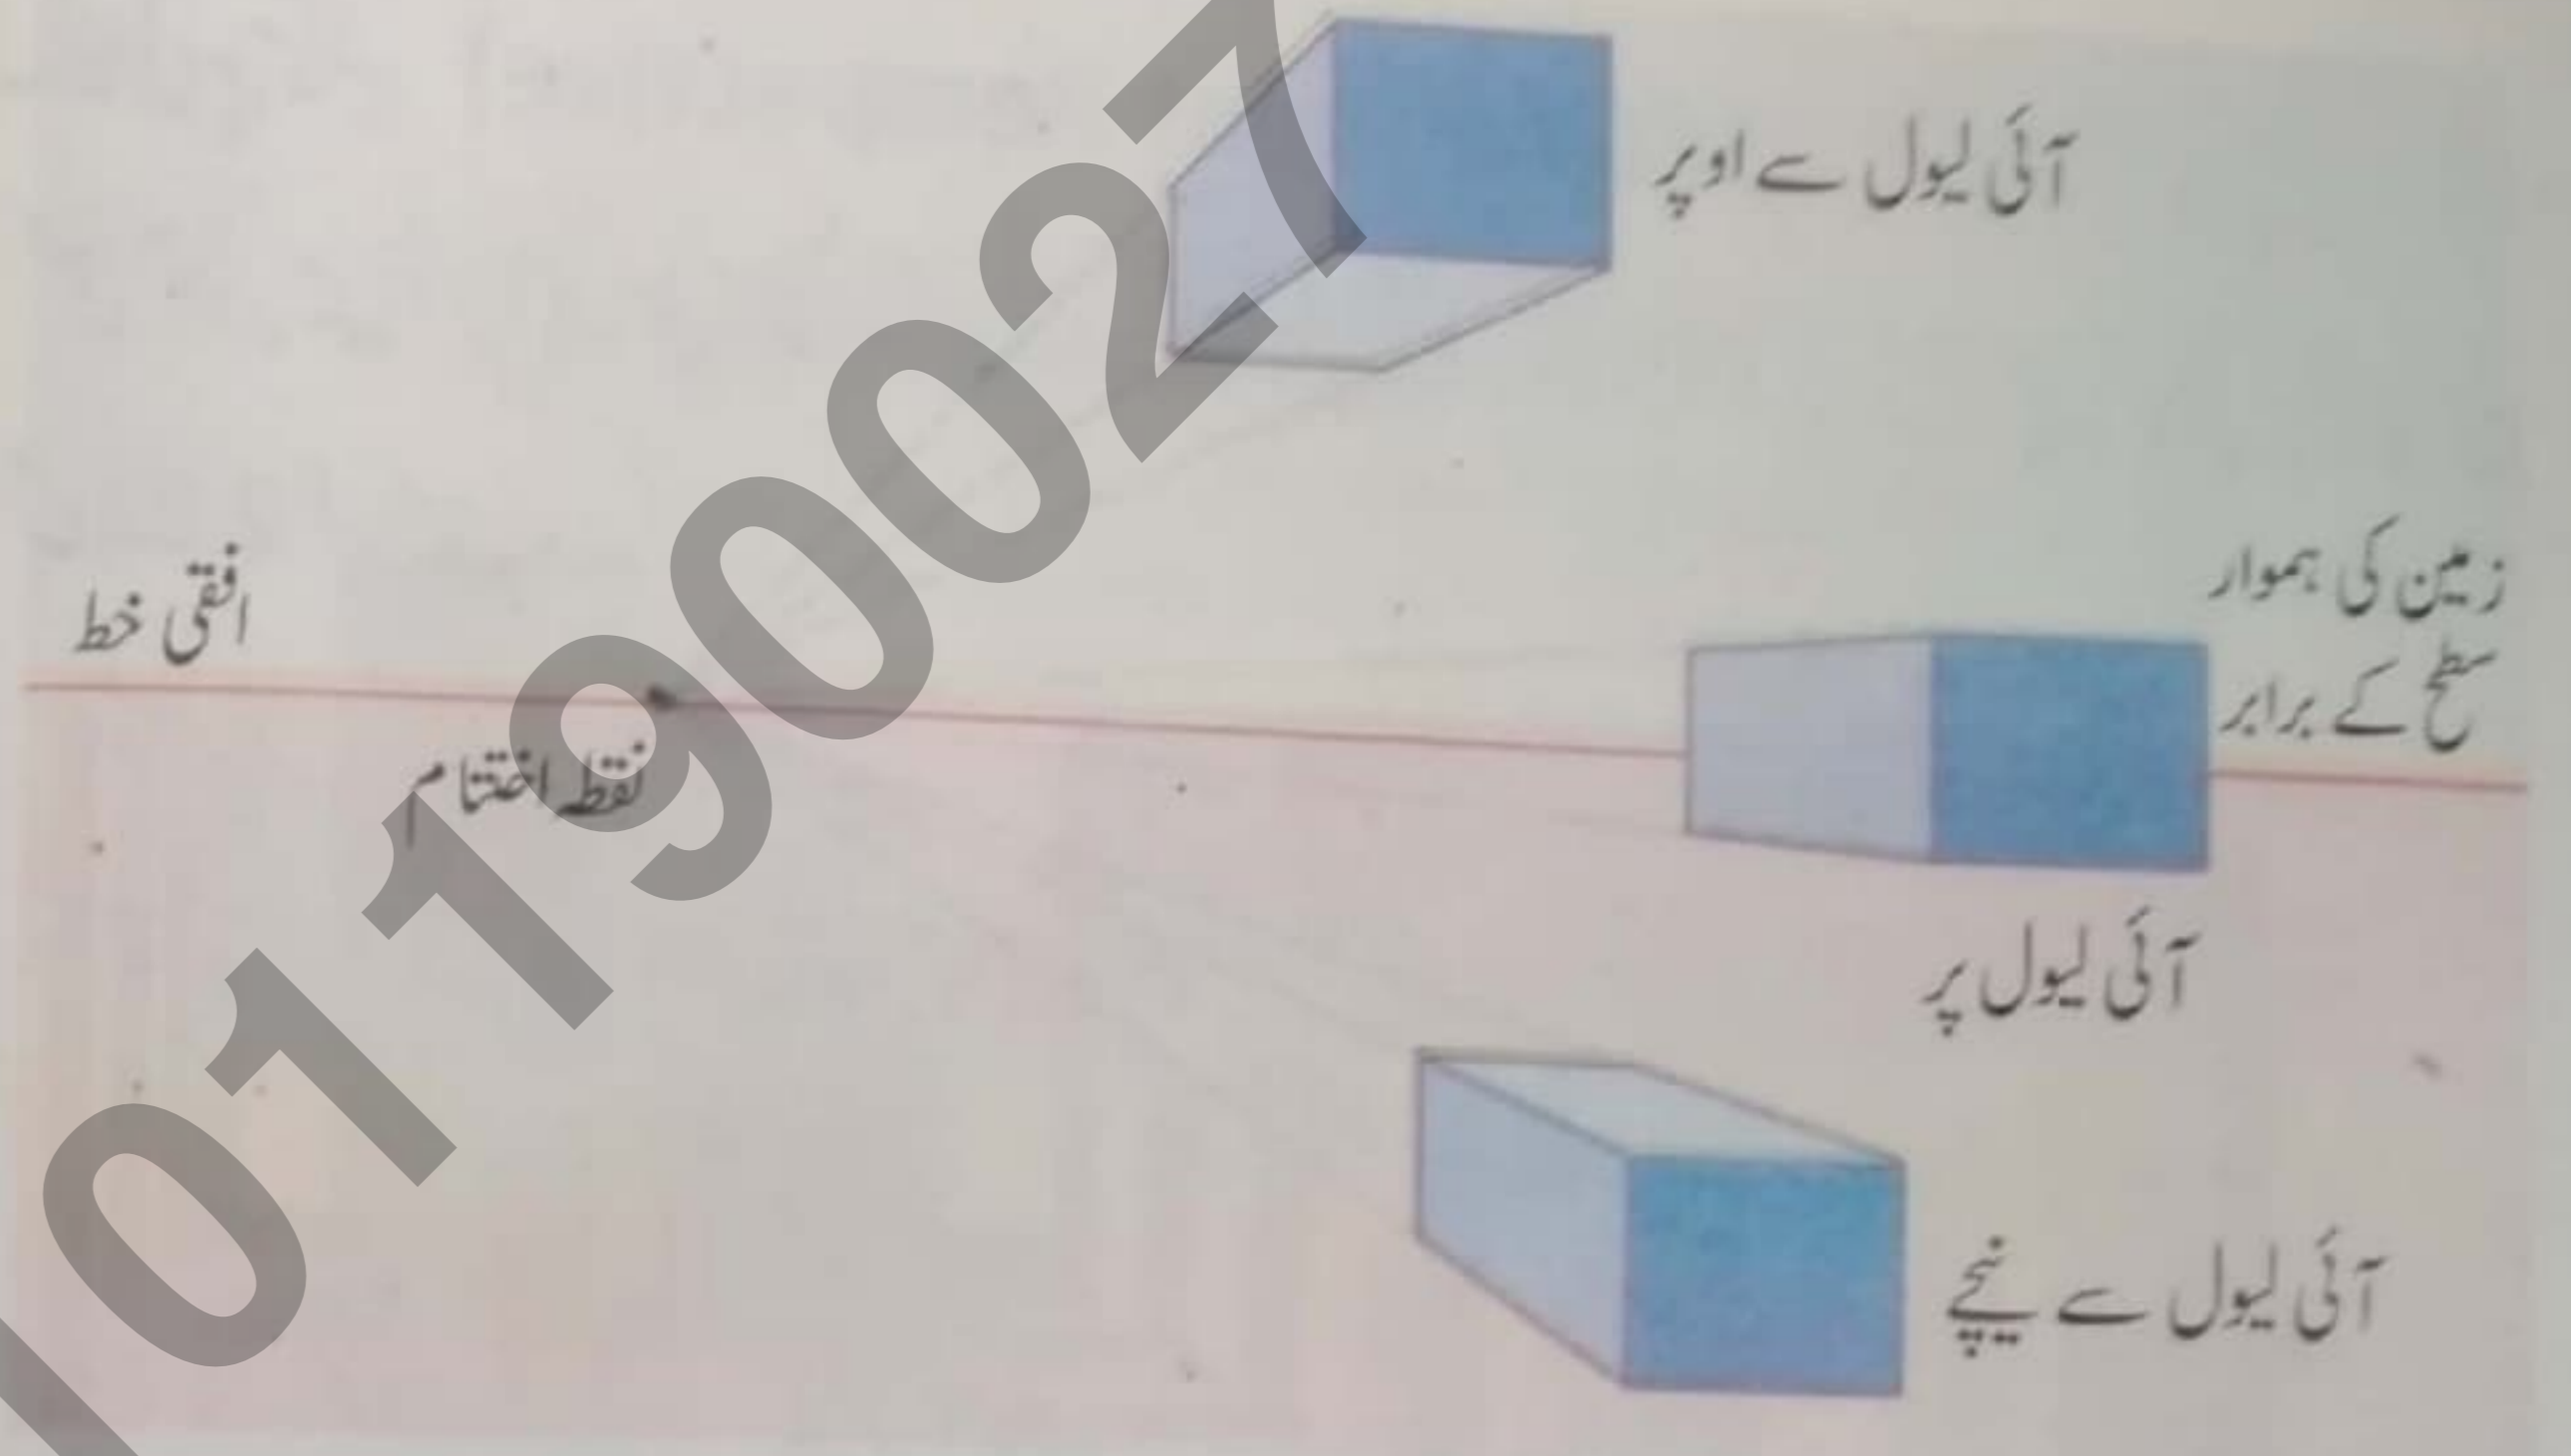 آئی لیول سے اوپر
زمین کی ہموار
سطح کے برابر
افقی خط
نقطہ اختتام
آئی لیول پر
آئی لیول سے نیچے
01190027